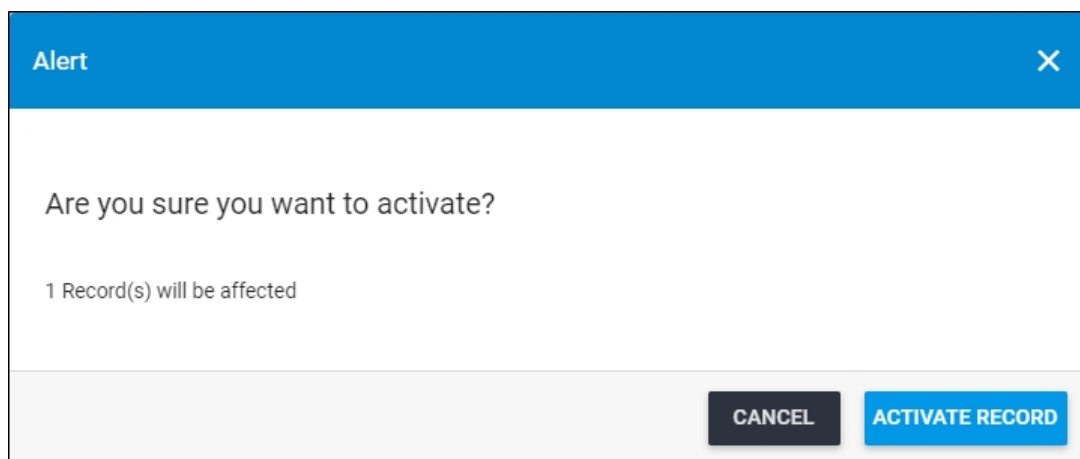 Alert
Are you sure you want to activate?
1 Record(s) will be affected
CANCEL
ACTIVATE RECORD